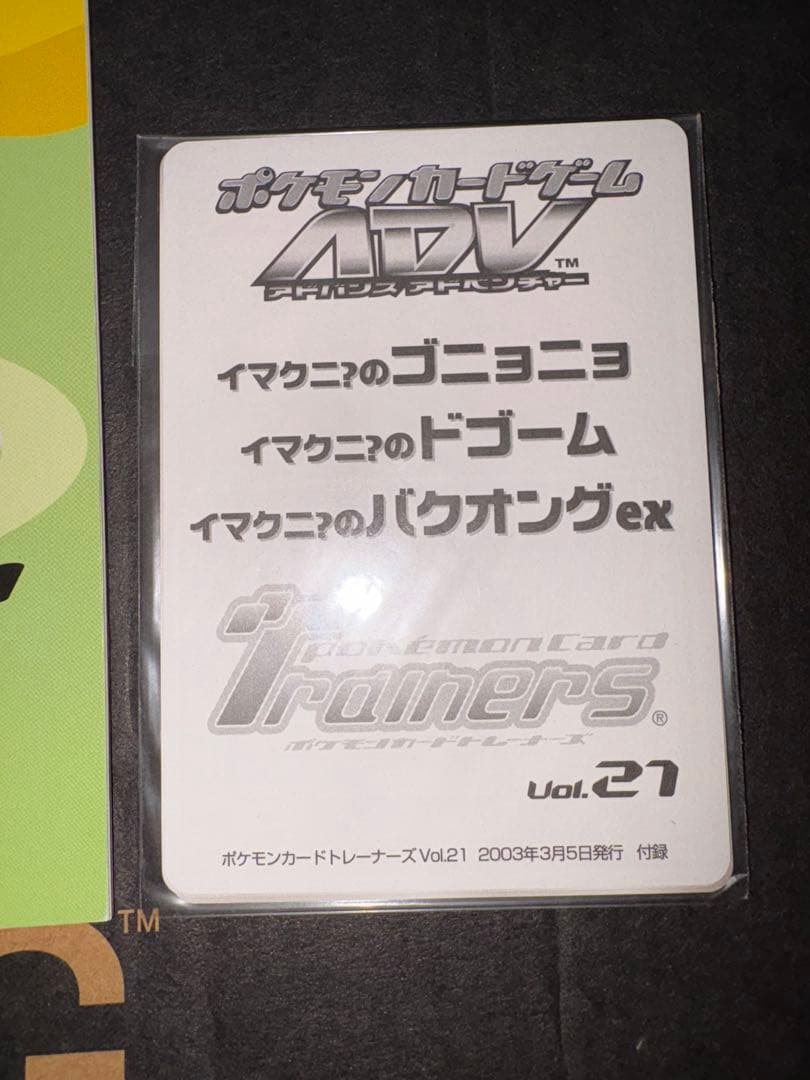 ポケモンカードゲーム
ADV™
アドバンス アドベンチャー
イマクニ?のゴニョニョ
イマクニ?のドゴーム
イマクニ?のバクオングex
Pokémon Card
Trainers®
ポケモンカードトレーナーズ
Vol.21
ポケモンカードトレーナーズVol.21 2003年3月5日発行 付録
TM